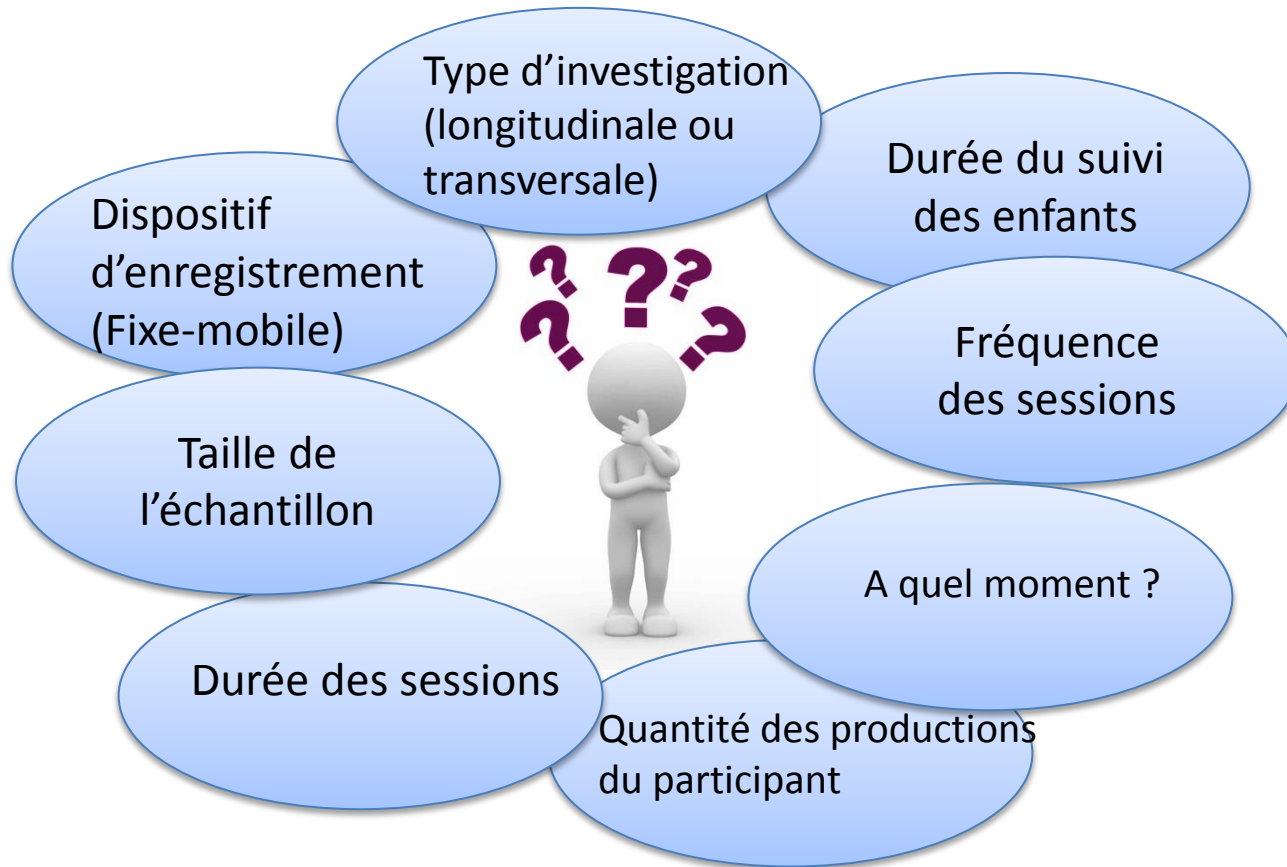 Type d’investigation
(longitudinale ou
transversale)
Durée du suivi
des enfants
Dispositif
d’enregistrement
(Fixe-mobile)
? ? ? ? ?
Fréquence
des sessions
Taille de
l’échantillon
A quel moment ?
Durée des sessions
Quantité des productions
du participant